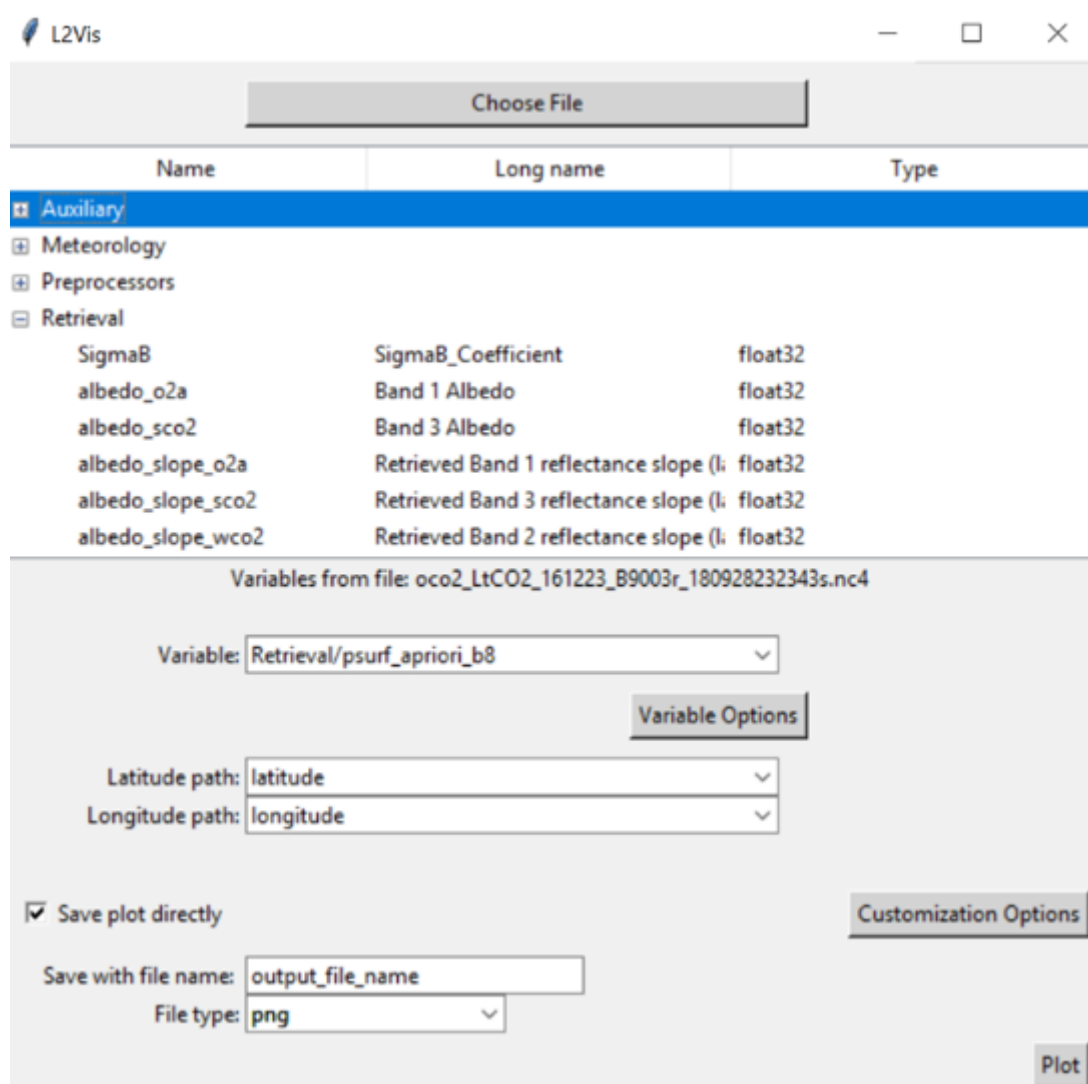 L2Vis
Choose File
Name Long name Type
Auxiliary
Meteorology
Preprocessors
Retrieval
SigmaB SigmaB_Coefficient float32
albedo_o2a Band 1 Albedo float32
albedo_sco2 Band 3 Albedo float32
albedo_slope_o2a Retrieved Band 1 reflectance slope (la float32
albedo_slope_sco2 Retrieved Band 3 reflectance slope (la float32
albedo_slope_wco2 Retrieved Band 2 reflectance slope (la float32
Variables from file: oco2_LtCO2_161223_B9003r_180928232343s.nc4
Variable: Retrieval/psurf_apriori_b8
Variable Options
Latitude path: latitude
Longitude path: longitude
Save plot directly
Customization Options
Save with file name: output_file_name
File type: png
Plot